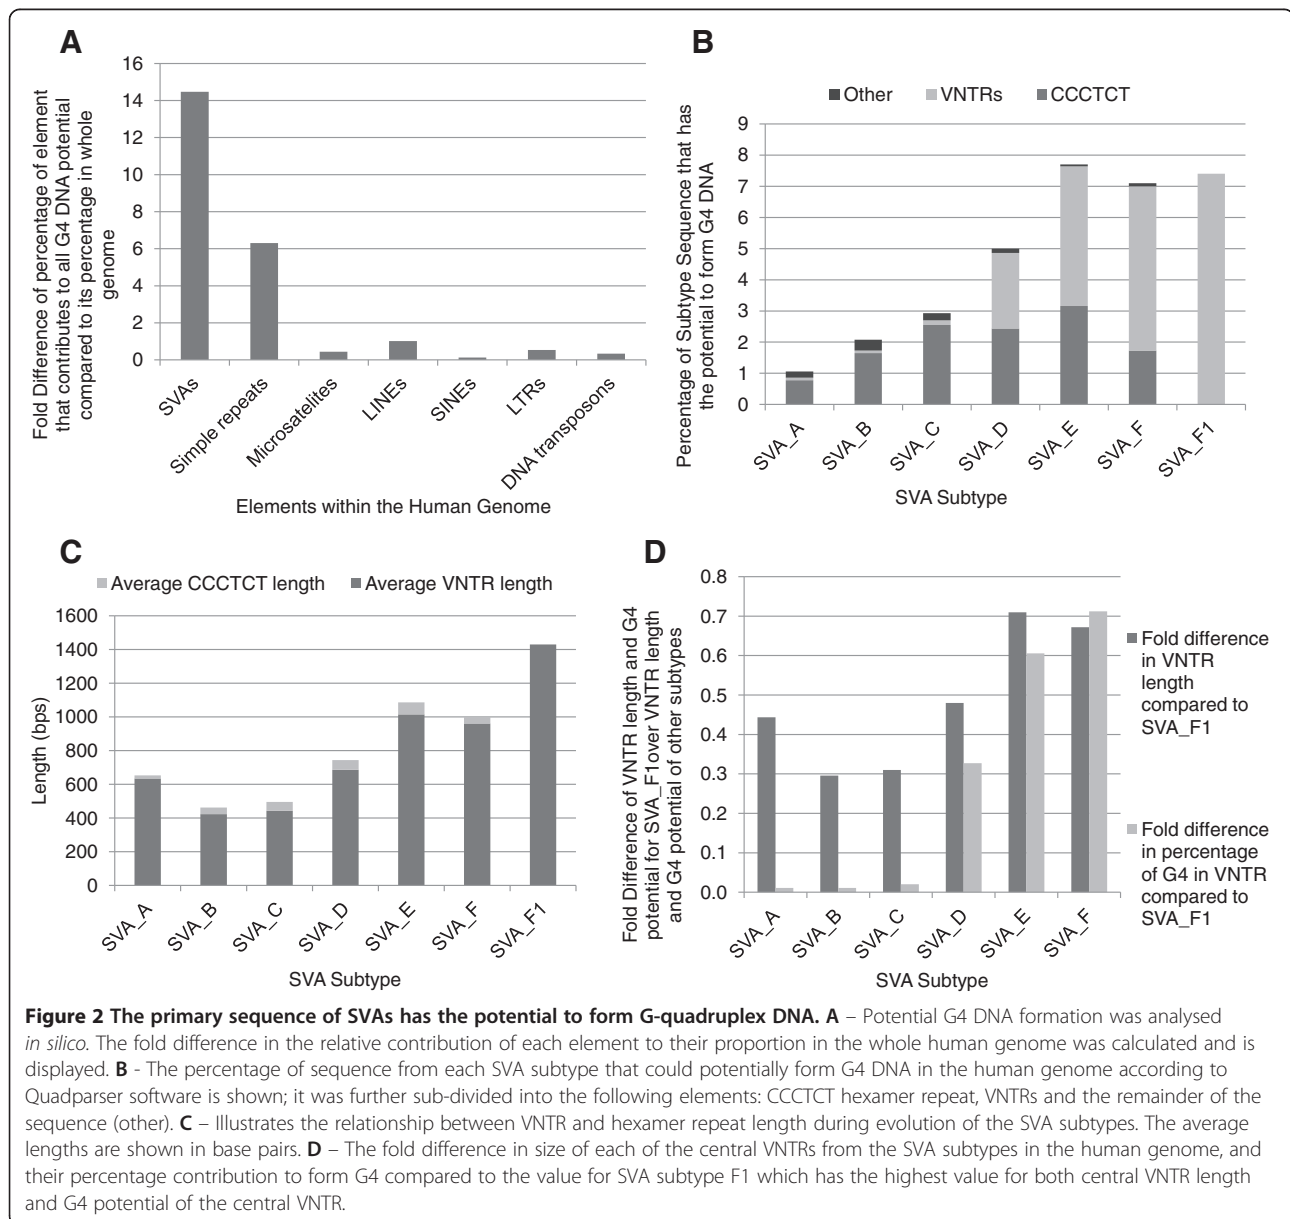 A
Fold Difference of percentage of element
that contributes to all G4 DNA potential
compared to its percentage in whole
genome
16
14
12
10
8
6
4
2
0
SVAs
Simple repeats
Microsatelites
LINEs
SINEs
LTRs
DNA transposons
Elements within the Human Genome
B
Other VNTRs CCCTCT
Percentage of Subtype Sequence that has
the potential to form G4 DNA
9
8
7
6
5
4
3
2
1
0
SVA_A
SVA_B
SVA_C
SVA_D
SVA_E
SVA_F
SVA_F1
SVA Subtype
C
Average CCCTCT length Average VNTR length
Length (bps)
1600
1400
1200
1000
800
600
400
200
0
SVA_A
SVA_B
SVA_C
SVA_D
SVA_E
SVA_F
SVA_F1
SVA Subtype
D
Fold Difference of VNTR length and G4
potential for SVA_F1over VNTR length
and G4 potential of other subtypes
0.8
0.7
0.6
0.5
0.4
0.3
0.2
0.1
0.0
SVA_A
SVA_B
SVA_C
SVA_D
SVA_E
SVA_F
SVA Subtype
Fold difference
in VNTR
length
compared to
SVA_F1
Fold difference
in percentage
of G4 in VNTR
compared to
SVA_F1
Figure 2 The primary sequence of SVAs has the potential to form G-quadruplex DNA. A – Potential G4 DNA formation was analysed
in silico. The fold difference in the relative contribution of each element to their proportion in the whole human genome was calculated and is
displayed. B - The percentage of sequence from each SVA subtype that could potentially form G4 DNA in the human genome according to
Quadparser software is shown; it was further sub-divided into the following elements: CCCTCT hexamer repeat, VNTRs and the remainder of the
sequence (other). C – Illustrates the relationship between VNTR and hexamer repeat length during evolution of the SVA subtypes. The average
lengths are shown in base pairs. D – The fold difference in size of each of the central VNTRs from the SVA subtypes in the human genome, and
their percentage contribution to form G4 compared to the value for SVA subtype F1 which has the highest value for both central VNTR length
and G4 potential of the central VNTR.